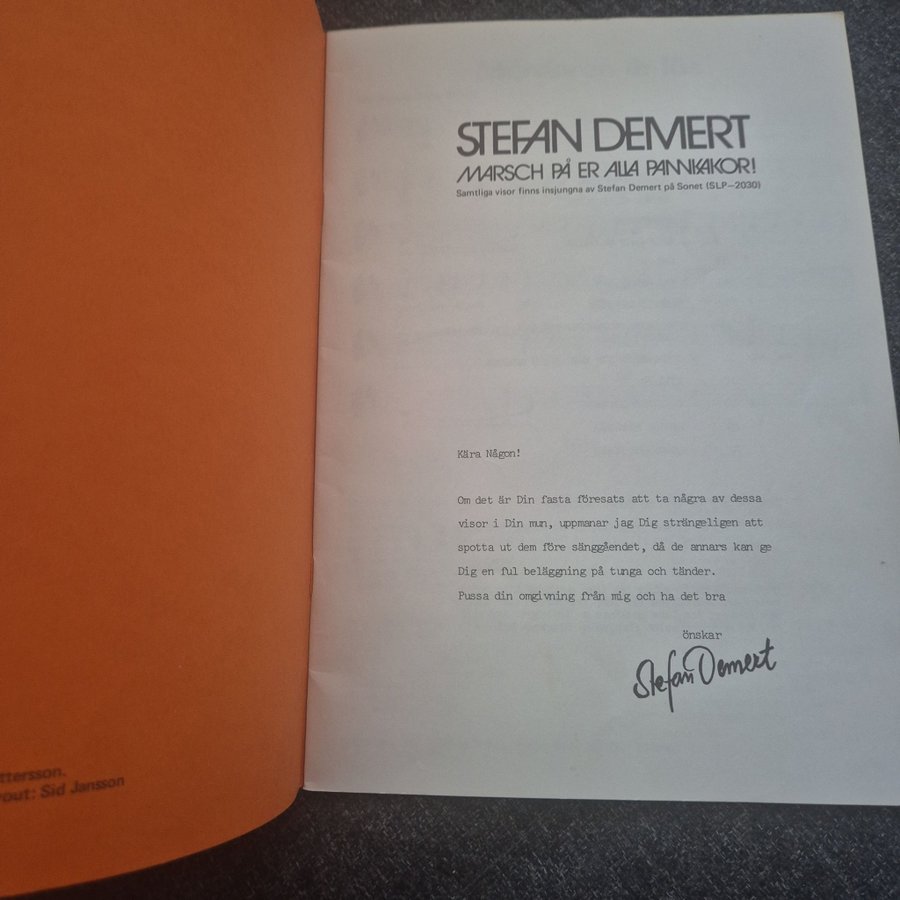 STEFAN DEMERT
MARSCH PÅ ER ALLA PANNKAKOR!
Samtliga visor finns insjungna av Stefan Demert på Sonet (SLP–2030)
Kära Någon!
Om det är Din fasta föresats att ta några av dessa
visor i Din mun, uppmanar jag Dig strängeligen att
spotta ut dem före sänggåendet, då de annars kan ge
Dig en ful beläggning på tunga och tänder.
Pussa din omgivning från mig och ha det bra
önskar
Stefan Demert
ttersson.
out: Sid Jansson